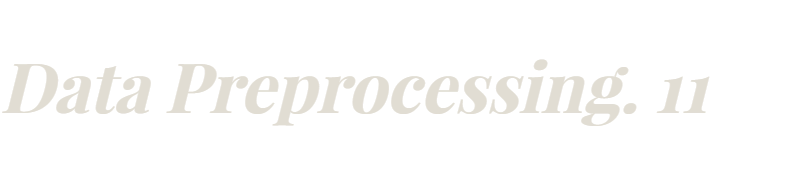 Data Preprocessing. 11